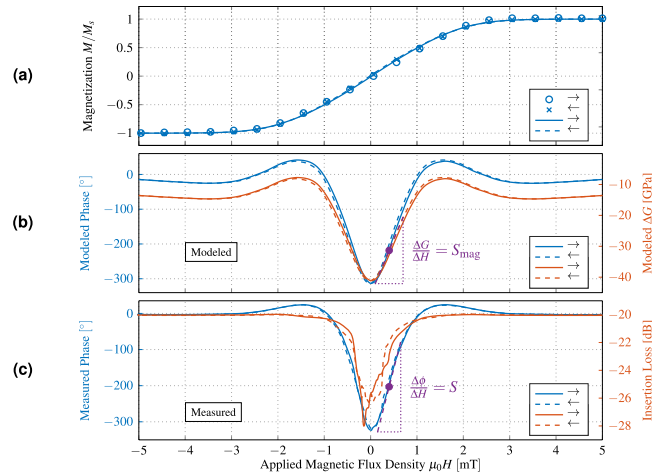 (a)
Magnetization M/Mₛ
1
0.5
0
−0.5
−1
→
←
→
←
(b)
Modeled Phase [°]
0
−100
−200
−300
Modeled
ΔG/ΔH = Smag
→
←
→
←
−10
−20
−30
−40
Modeled ΔG [GPa]
(c)
Measured Phase [°]
0
−100
−200
−300
Measured
Δϕ/ΔH = S
→
←
→
←
−20
−22
−24
−26
−28
Insertion Loss [dB]
−5 −4 −3 −2 −1 0 1 2 3 4 5
Applied Magnetic Flux Density μ₀H [mT]